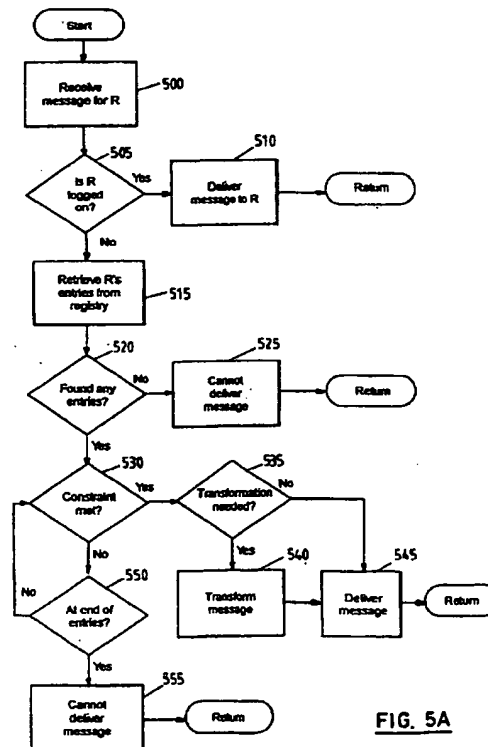 Start
Receive
message for R
500
505
Is R
logged
on?
Yes
510
Deliver
message to R
Return
No
Retrieve R's
entries from
registry
515
520
Found any
entries?
No
525
Cannot
deliver
message
Return
Yes
530
Constraint
met?
Yes
535
Transformation
needed?
No
No
Yes
540
Transform
message
545
Deliver
message
Return
550
At end of
entries?
No
Yes
555
Cannot
deliver
message
Return
FIG. 5A